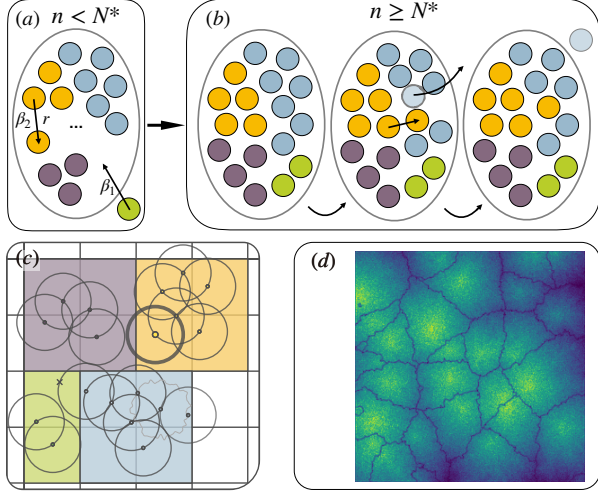 (a) n < N*
(b) n ≥ N*
β₂ r
...
β₁
(c)
(d)